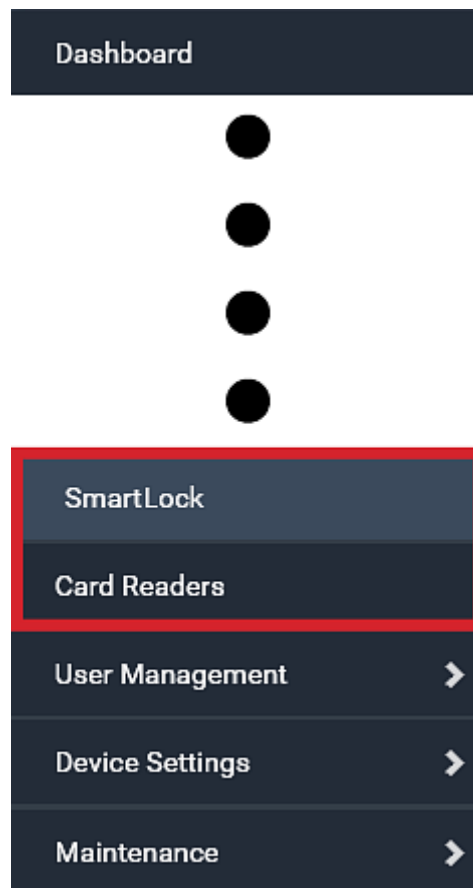 Dashboard
SmartLock
Card Readers
User Management
Device Settings
Maintenance